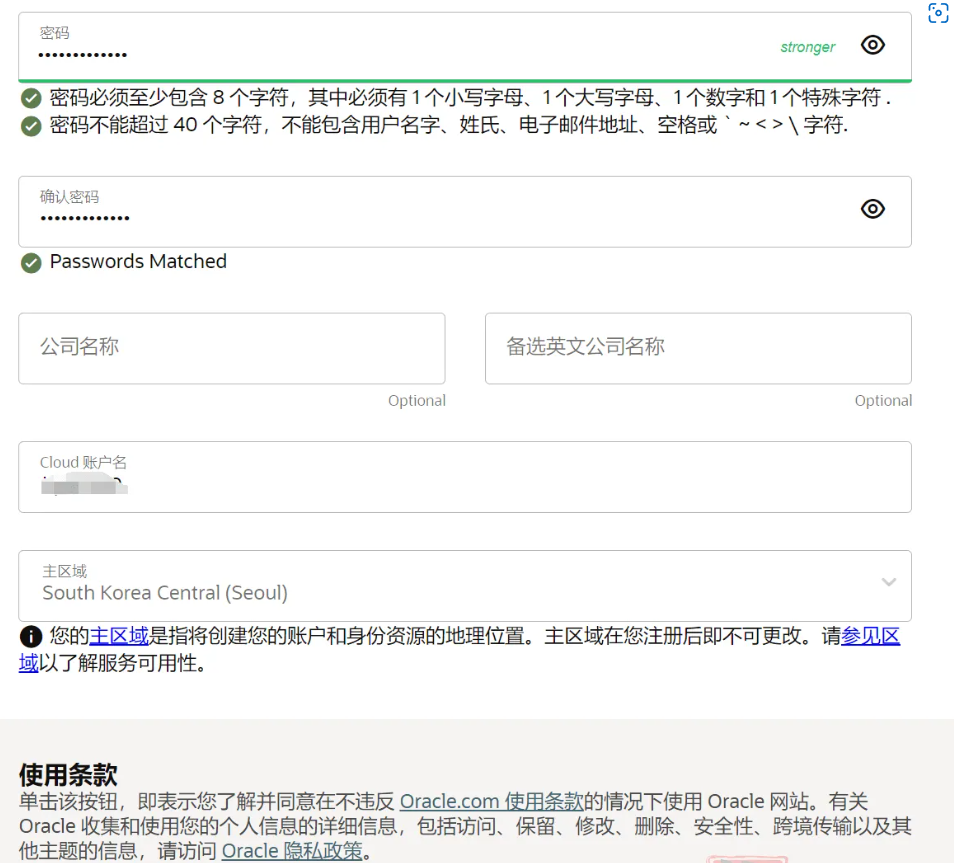 密码
•••••••••••••
stronger
密码必须至少包含 8 个字符，其中必须有 1 个小写字母、1 个大写字母、1 个数字和 1 个特殊字符 .
密码不能超过 40 个字符，不能包含用户名字、姓氏、电子邮件地址、空格或 ` ~ < > \ 字符.
确认密码
•••••••••••••
Passwords Matched
公司名称
备选英文公司名称
Optional
Optional
Cloud 账户名
主区域
South Korea Central (Seoul)
您的主区域是指将创建您的账户和身份资源的地理位置。主区域在您注册后即不可更改。请参见区
域以了解服务可用性。
使用条款
单击该按钮，即表示您了解并同意在不违反 Oracle.com 使用条款的情况下使用 Oracle 网站。有关
Oracle 收集和使用您的个人信息的详细信息，包括访问、保留、修改、删除、安全性、跨境传输以及其
他主题的信息，请访问 Oracle 隐私政策。